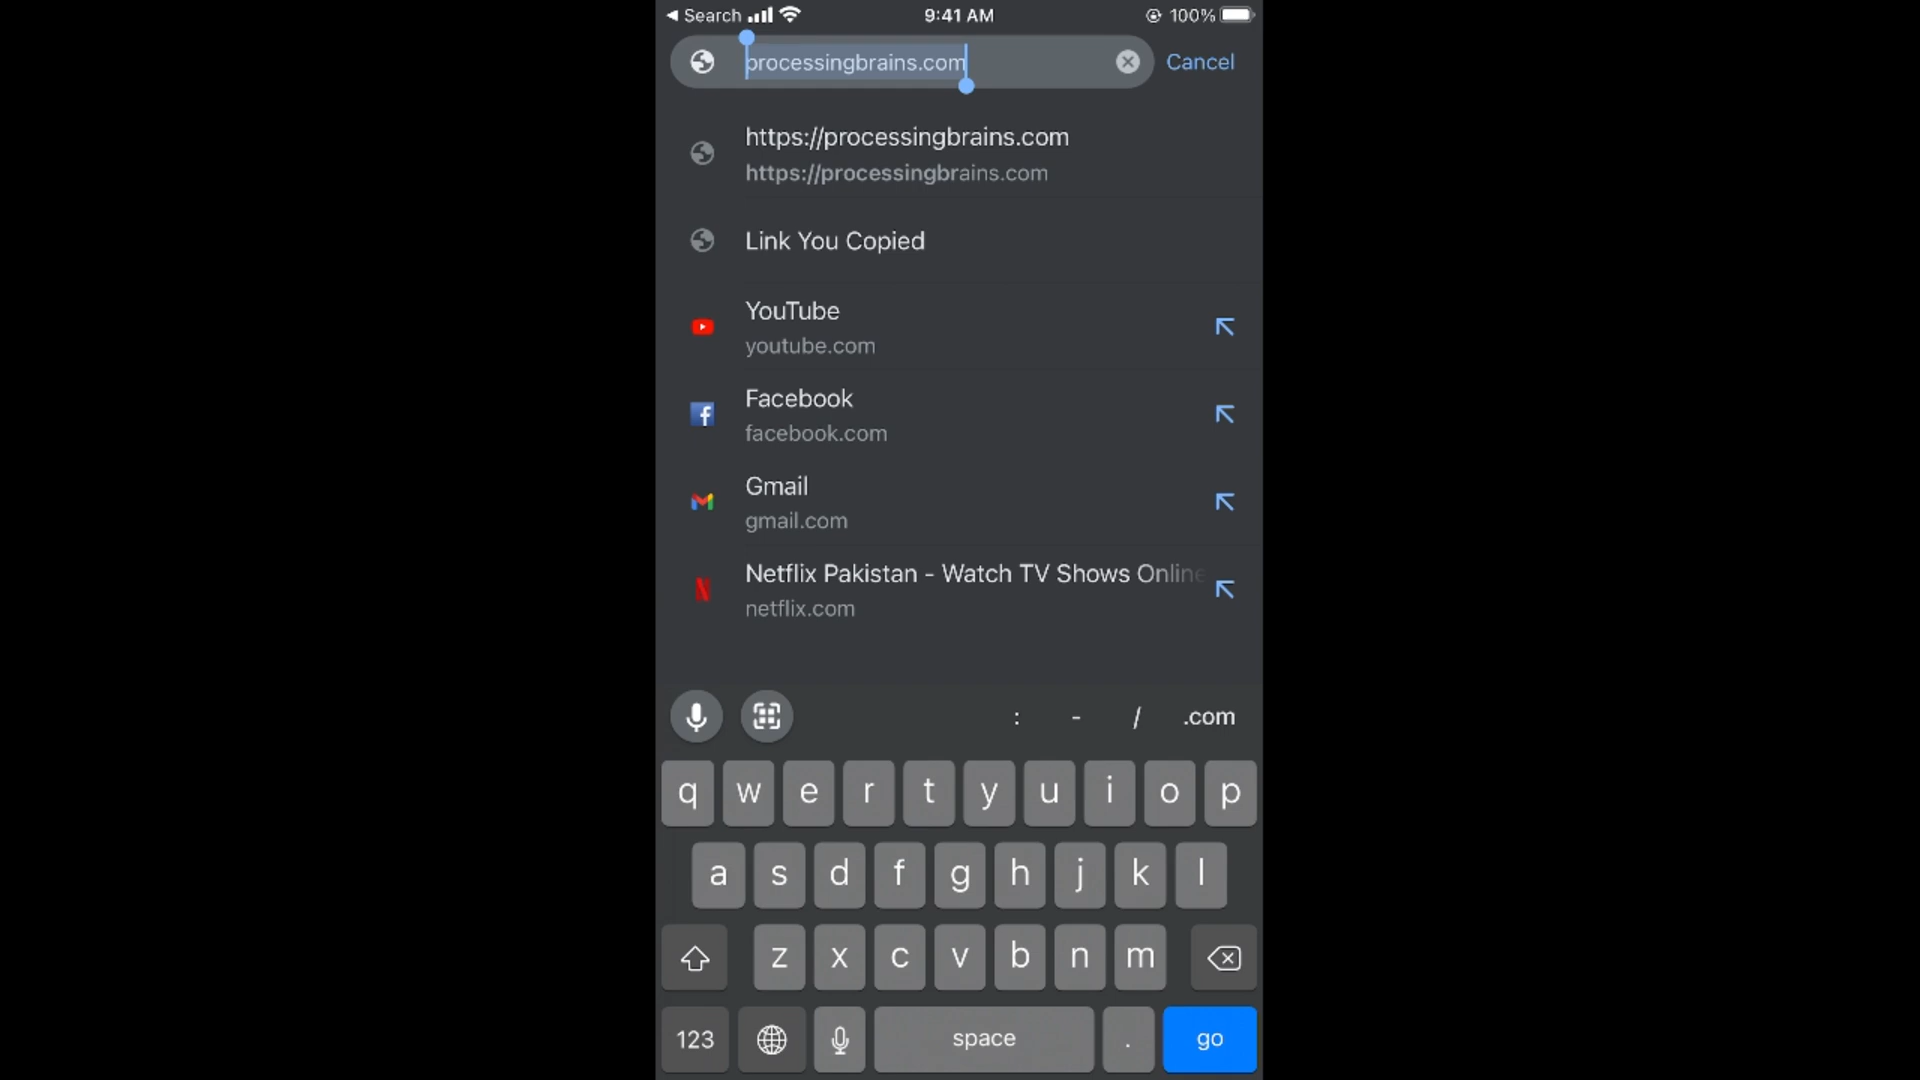 ◀ Search 9:41 AM 100%
processingbrains.com Cancel
https://processingbrains.com
https://processingbrains.com
Link You Copied
YouTube
youtube.com
Facebook
facebook.com
Gmail
gmail.com
Netflix Pakistan - Watch TV Shows Online
netflix.com
: - / .com
q w e r t y u i o p
a s d f g h j k l
z x c v b n m
123 space . go